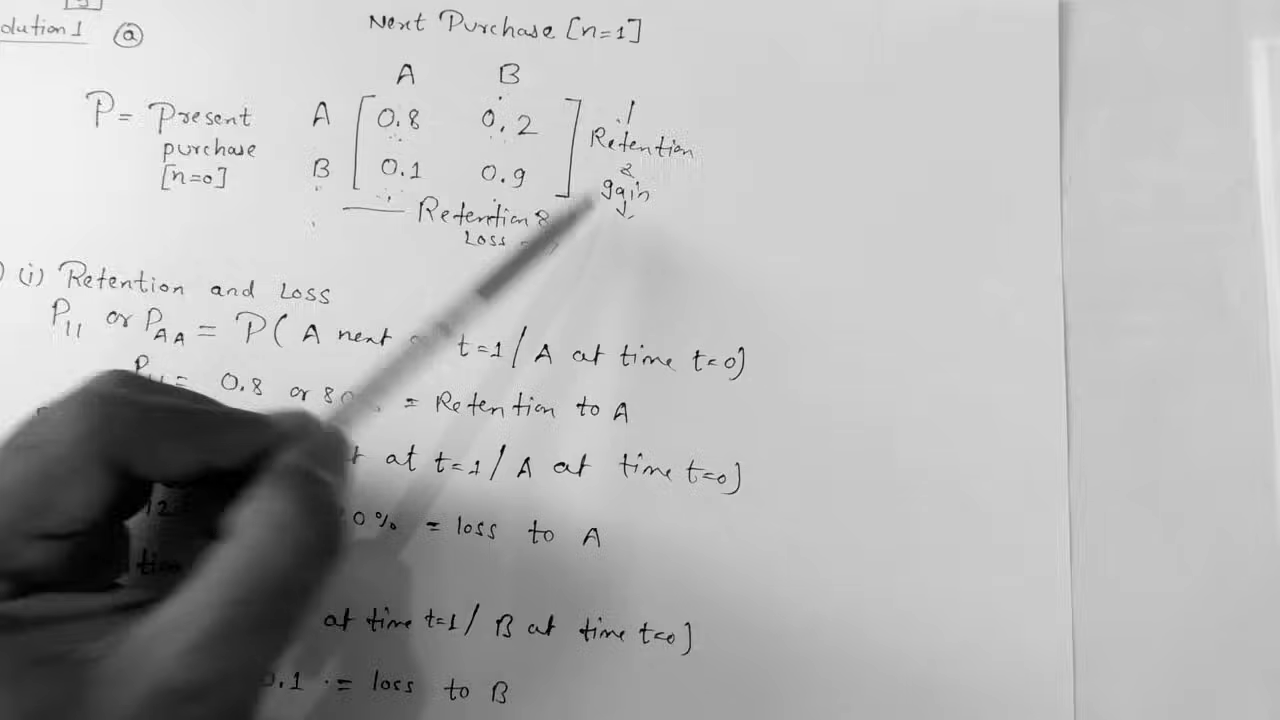 olution 1 (a)
Next Purchase [n=1]
A B
P = Present purchase [n=0]
A [0.8 0.2]
B [0.1 0.9]
Retention & gain
Retention &
Loss
(i) Retention and Loss
P11 or PAA = P( A next t=1 / A at time t=0)
P = 0.8 or 80 = Retention to A
at t=1 / A at time t=0)
0% = loss to A
at time t=1 / B at time t=0)
0.1 = loss to B